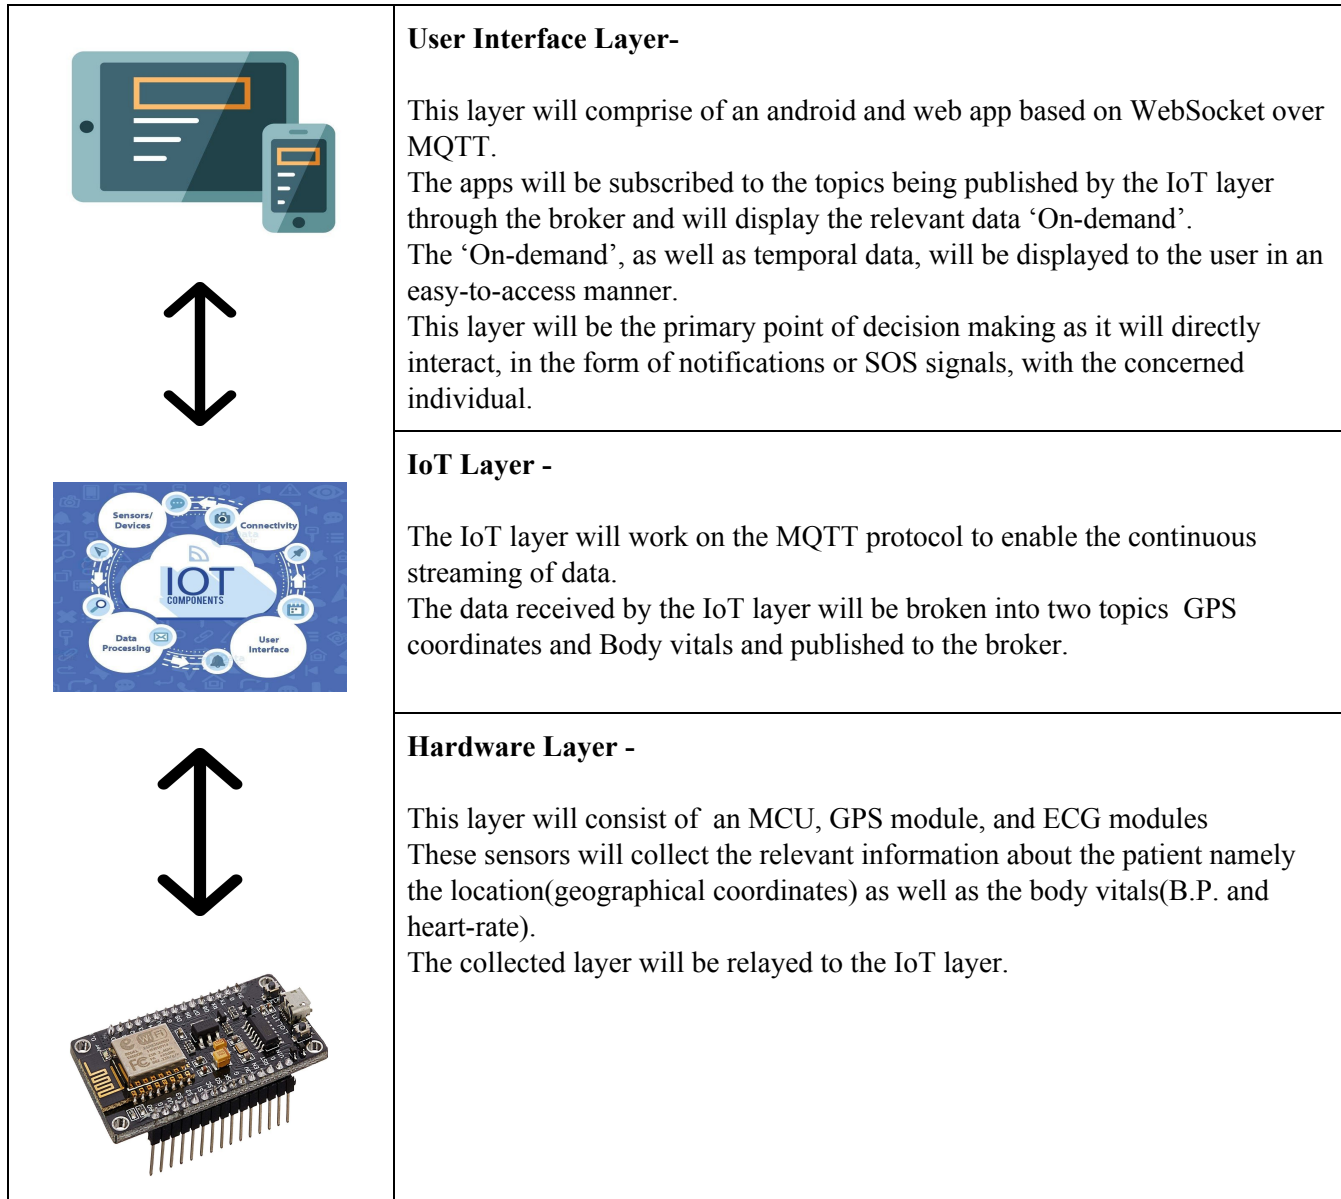 User Interface Layer-
This layer will comprise of an android and web app based on WebSocket over
MQTT.
The apps will be subscribed to the topics being published by the IoT layer
through the broker and will display the relevant data ‘On-demand’.
The ‘On-demand’, as well as temporal data, will be displayed to the user in an
easy-to-access manner.
This layer will be the primary point of decision making as it will directly
interact, in the form of notifications or SOS signals, with the concerned
individual.
Sensors/
Devices
Connectivity
IOT
COMPONENTS
Data
Processing
User
Interface
IoT Layer -
The IoT layer will work on the MQTT protocol to enable the continuous
streaming of data.
The data received by the IoT layer will be broken into two topics  GPS
coordinates and Body vitals and published to the broker.
Hardware Layer -
This layer will consist of  an MCU, GPS module, and ECG modules
These sensors will collect the relevant information about the patient namely
the location(geographical coordinates) as well as the body vitals(B.P. and
heart-rate).
The collected layer will be relayed to the IoT layer.
WiFi
FC